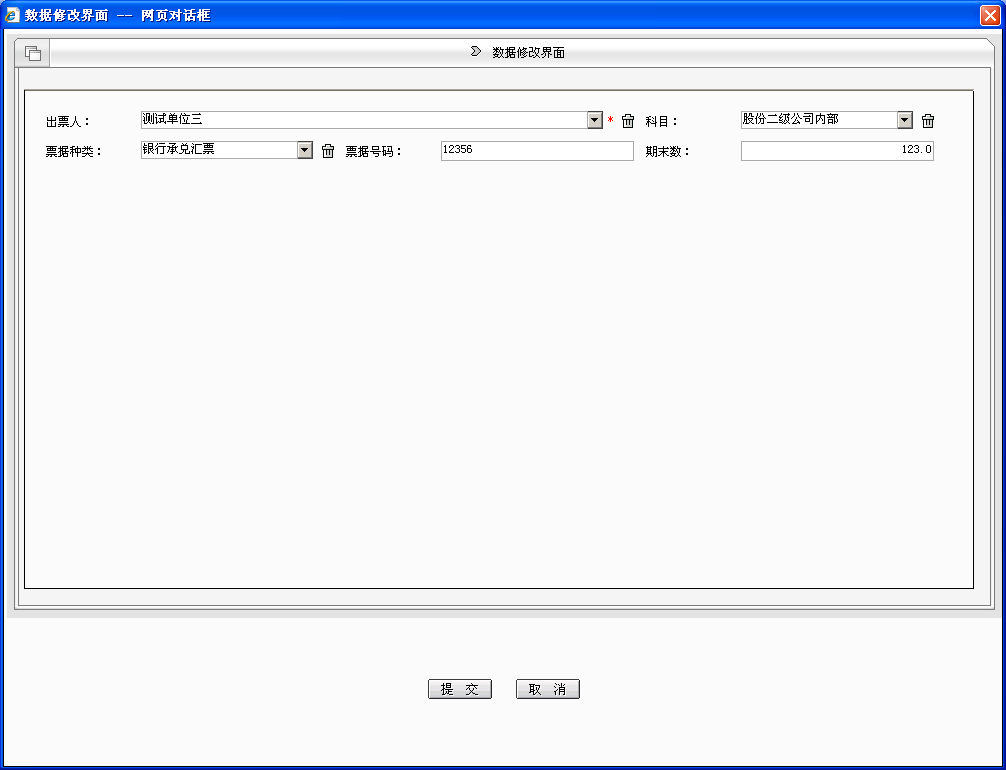 数据修改界面 -- 网页对话框
数据修改界面
出票人： 测试单位三 * 科目： 股份二级公司内部
票据种类： 银行承兑汇票 票据号码： 12356 期末数： 123.0
提 交 取 消